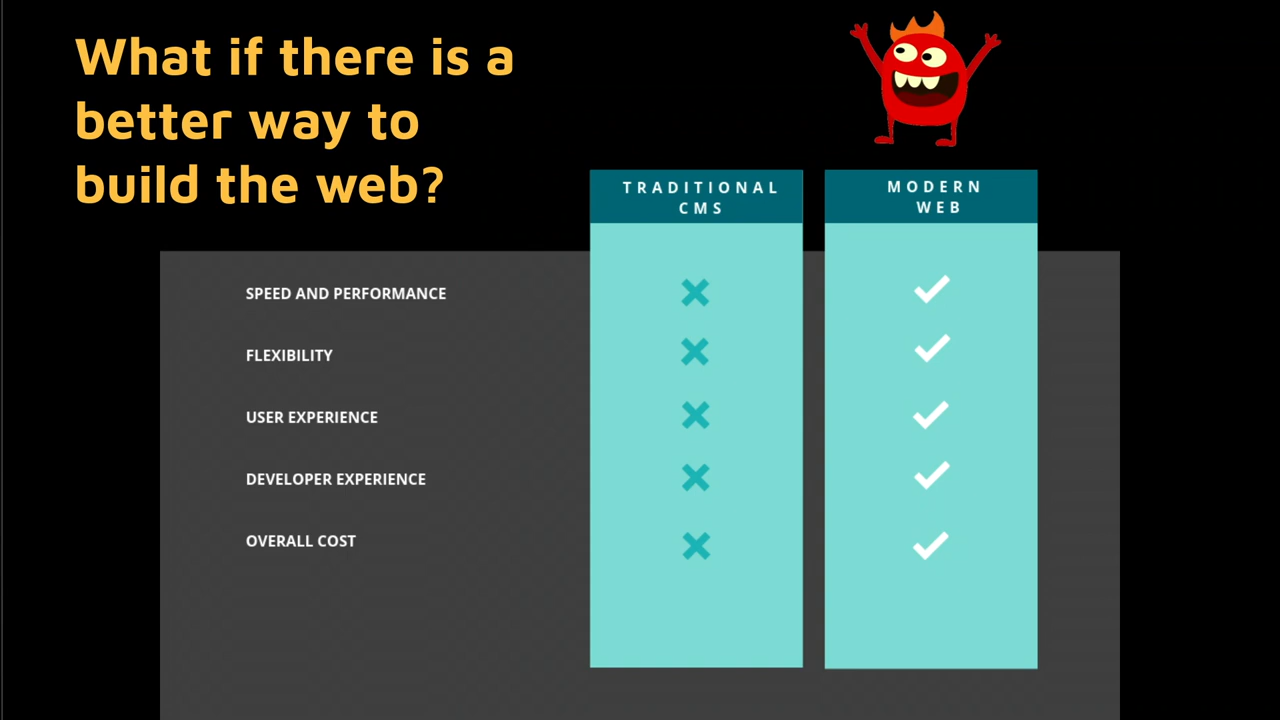 What if there is a
better way to
build the web?
TRADITIONAL
CMS
MODERN
WEB
SPEED AND PERFORMANCE
FLEXIBILITY
USER EXPERIENCE
DEVELOPER EXPERIENCE
OVERALL COST